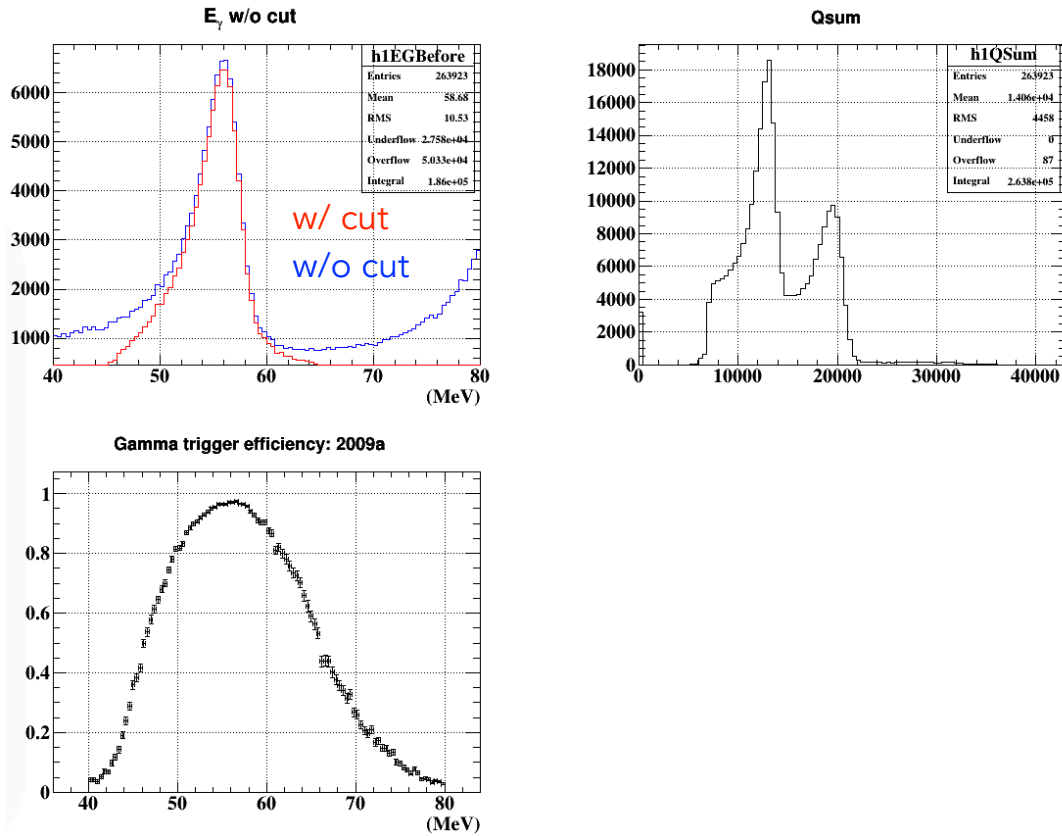 E_γ w/o cut
h1EGBefore
Entries 263923
Mean 58.68
RMS 10.53
Underflow 2.758e+04
Overflow 5.033e+04
Integral 1.86e+05
w/ cut
w/o cut
6000
5000
4000
3000
2000
1000
40 50 60 70 80
(MeV)
Qsum
h1QSum
Entries 263923
Mean 1.406e+04
RMS 4458
Underflow 0
Overflow 87
Integral 2.638e+05
18000
16000
14000
12000
10000
8000
6000
4000
2000
0
0 10000 20000 30000 40000
Gamma trigger efficiency: 2009a
1
0.8
0.6
0.4
0.2
0
40 50 60 70 80
(MeV)